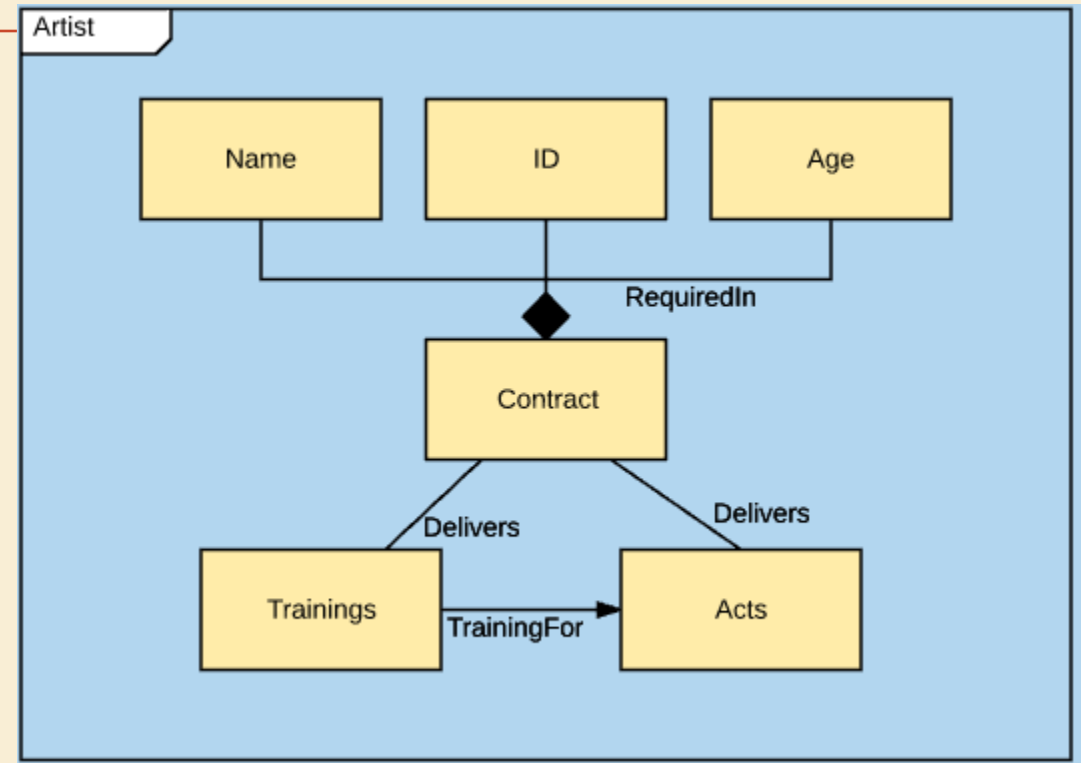 Artist
Name
ID
Age
RequiredIn
Contract
Delivers
Delivers
Trainings
TrainingFor
Acts